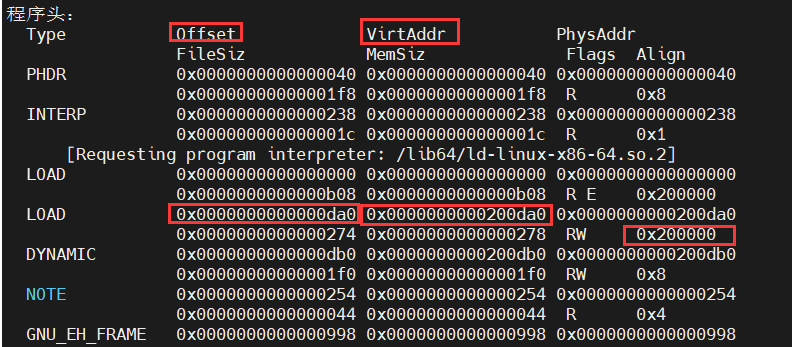 程序头:
Type Offset VirtAddr PhysAddr
FileSiz MemSiz Flags Align
PHDR 0x0000000000000040 0x0000000000000040 0x0000000000000040
0x00000000000001f8 0x00000000000001f8 R 0x8
INTERP 0x0000000000000238 0x0000000000000238 0x0000000000000238
0x000000000000001c 0x000000000000001c R 0x1
[Requesting program interpreter: /lib64/ld-linux-x86-64.so.2]
LOAD 0x0000000000000000 0x0000000000000000 0x0000000000000000
0x0000000000000b08 0x0000000000000b08 R E 0x200000
LOAD 0x0000000000000da0 0x0000000000200da0 0x0000000000200da0
0x0000000000000274 0x0000000000000278 RW 0x200000
DYNAMIC 0x0000000000000db0 0x0000000000200db0 0x0000000000200db0
0x00000000000001f0 0x00000000000001f0 RW 0x8
NOTE 0x0000000000000254 0x0000000000000254 0x0000000000000254
0x0000000000000044 0x0000000000000044 R 0x4
GNU_EH_FRAME 0x0000000000000998 0x0000000000000998 0x0000000000000998